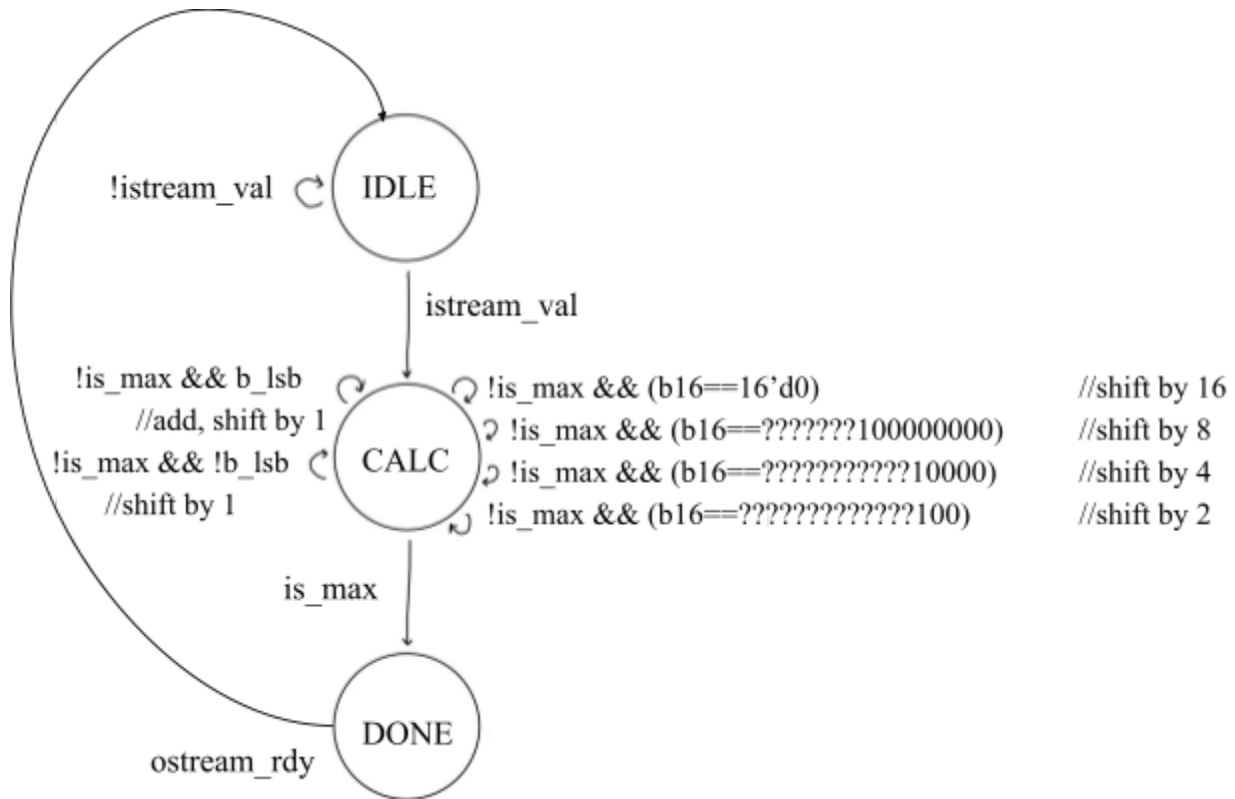 !istream_val
IDLE
istream_val
!is_max && b_lsb
//add, shift by 1
!is_max && !b_lsb
//shift by 1
CALC
!is_max && (b16==16’d0) //shift by 16
!is_max && (b16==???????100000000) //shift by 8
!is_max && (b16==???????????10000) //shift by 4
!is_max && (b16==?????????????100) //shift by 2
is_max
DONE
ostream_rdy